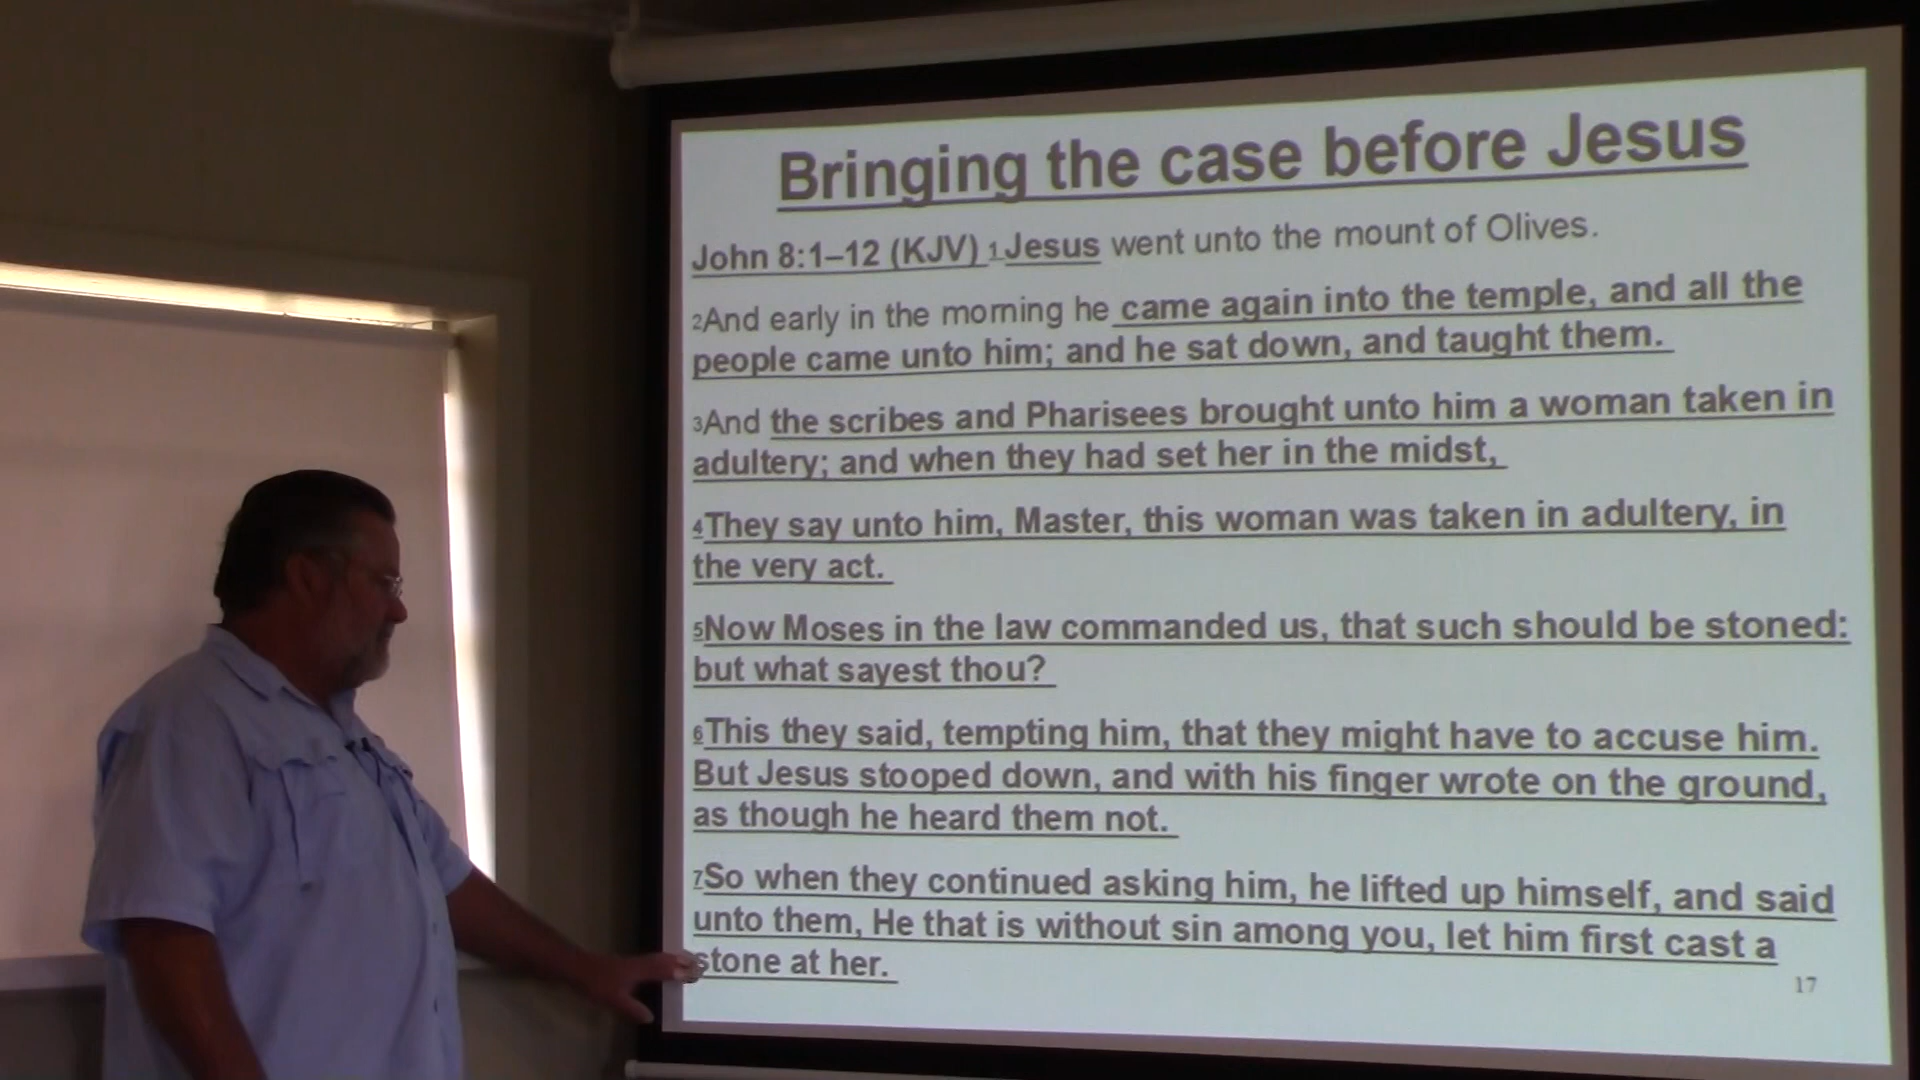 Bringing the case before Jesus
John 8:1–12 (KJV) 1Jesus went unto the mount of Olives.
2And early in the morning he came again into the temple, and all the
people came unto him; and he sat down, and taught them.
3And the scribes and Pharisees brought unto him a woman taken in
adultery; and when they had set her in the midst,
4They say unto him, Master, this woman was taken in adultery, in
the very act.
5Now Moses in the law commanded us, that such should be stoned:
but what sayest thou?
6This they said, tempting him, that they might have to accuse him.
But Jesus stooped down, and with his finger wrote on the ground,
as though he heard them not.
7So when they continued asking him, he lifted up himself, and said
unto them, He that is without sin among you, let him first cast a
stone at her.
17